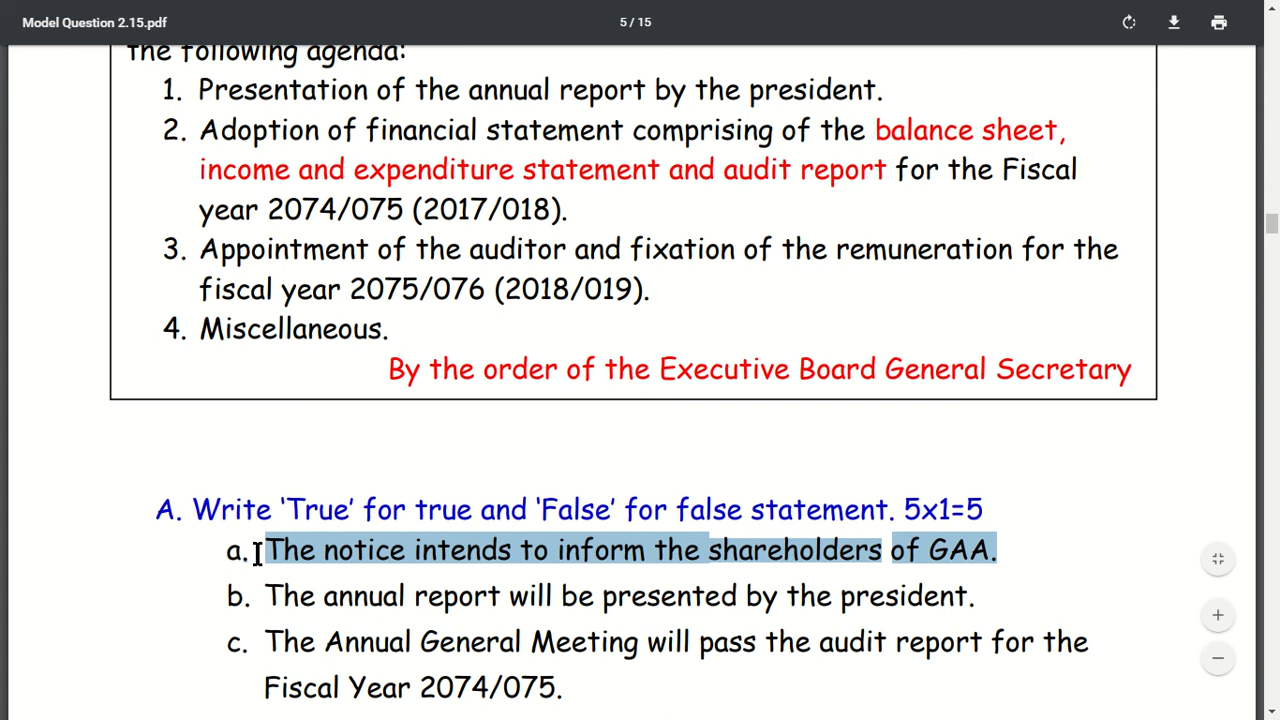 Model Question 2.15.pdf
5 / 15
the following agenda:
1. Presentation of the annual report by the president.
2. Adoption of financial statement comprising of the balance sheet,
income and expenditure statement and audit report for the Fiscal
year 2074/075 (2017/018).
3. Appointment of the auditor and fixation of the remuneration for the
fiscal year 2075/076 (2018/019).
4. Miscellaneous.
By the order of the Executive Board General Secretary
A. Write ‘True’ for true and ‘False’ for false statement. 5x1=5
a. The notice intends to inform the shareholders of GAA.
b. The annual report will be presented by the president.
c. The Annual General Meeting will pass the audit report for the
Fiscal Year 2074/075.